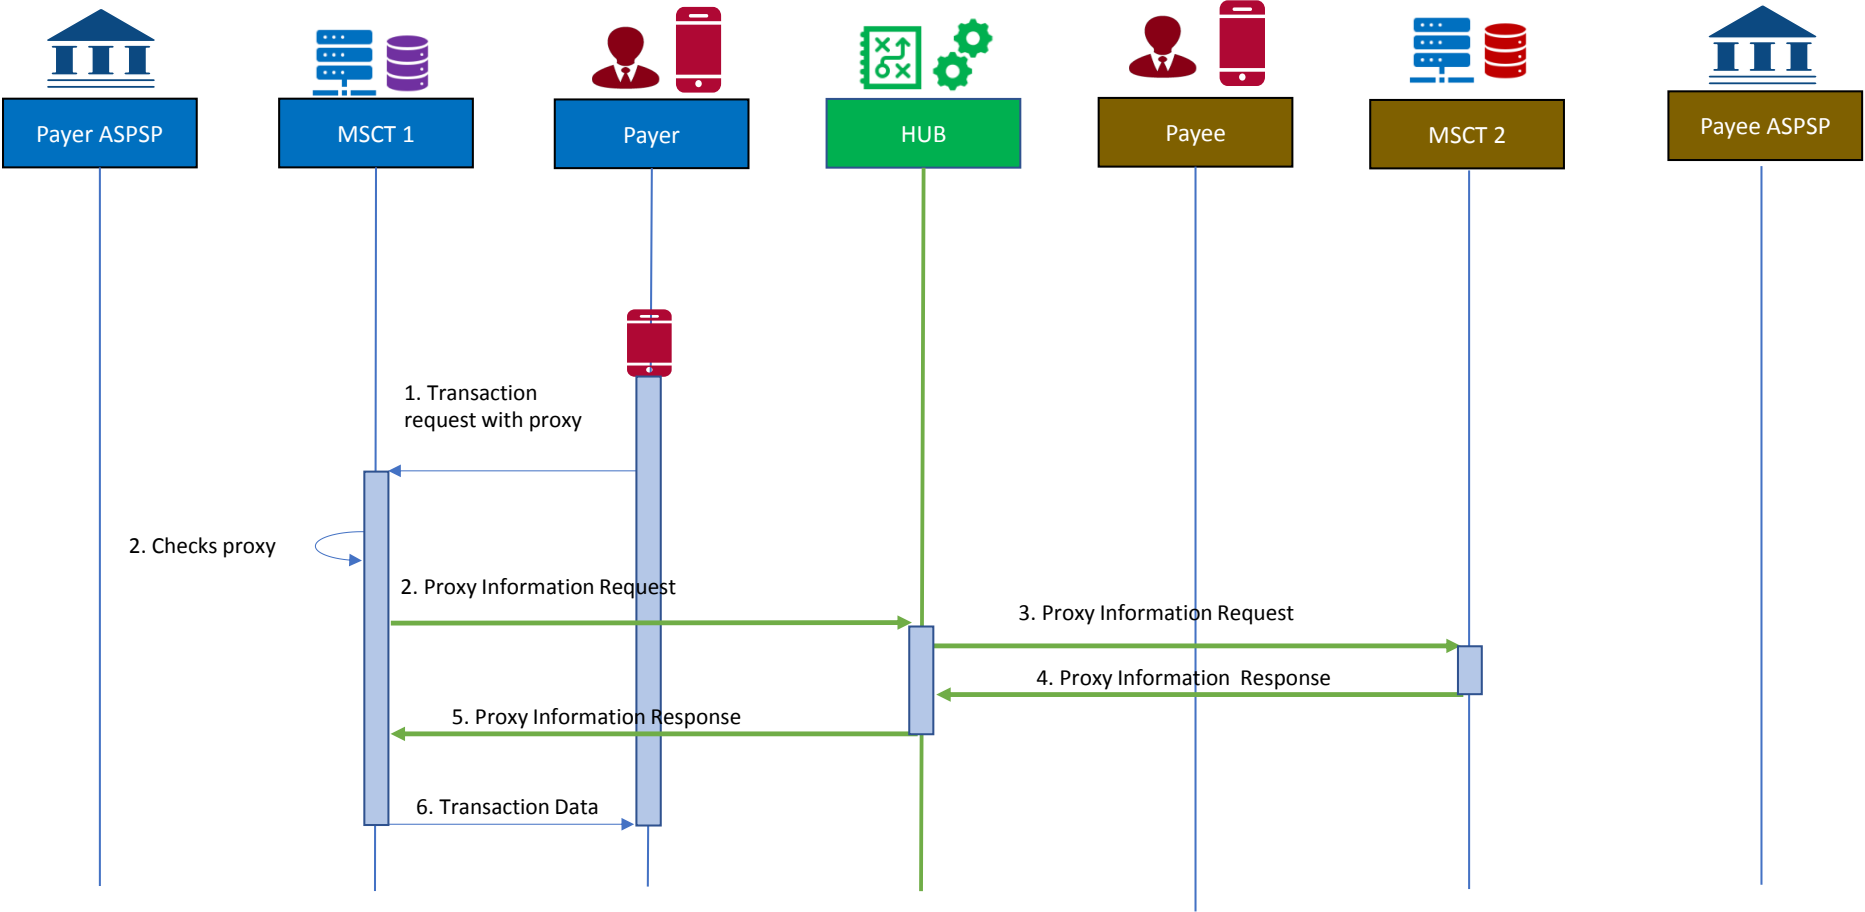 Payer ASPSP
MSCT 1
Payer
HUB
Payee
MSCT 2
Payee ASPSP
1. Transaction
request with proxy
2. Checks proxy
2. Proxy Information Request
3. Proxy Information Request
4. Proxy Information  Response
5. Proxy Information Response
6. Transaction Data